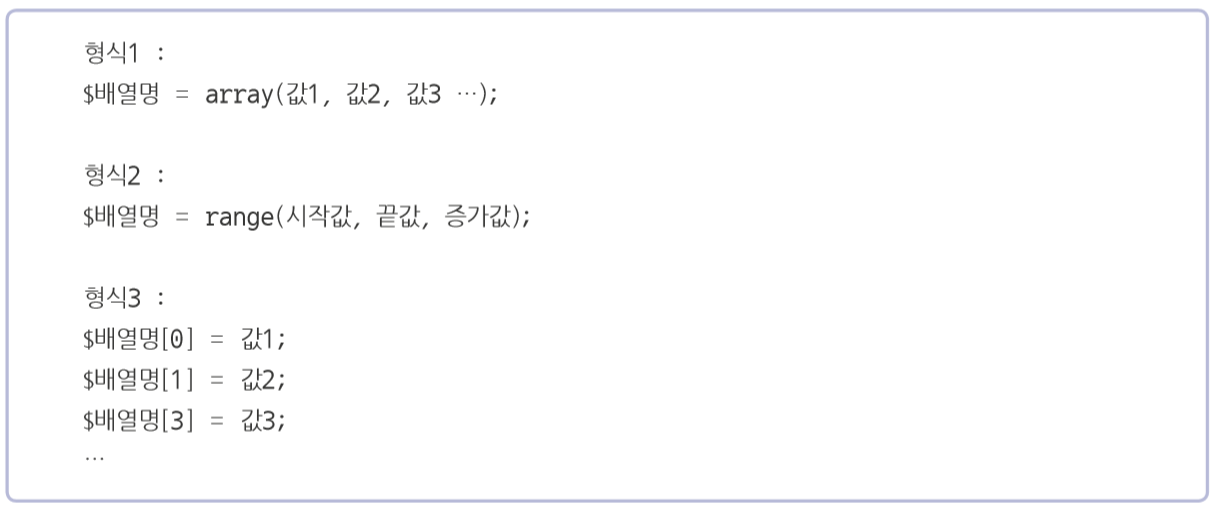 형식1 :
$배열명 = array(값1, 값2, 값3 …);
형식2 :
$배열명 = range(시작값, 끝값, 증가값);
형식3 :
$배열명[0] = 값1;
$배열명[1] = 값2;
$배열명[3] = 값3;
…